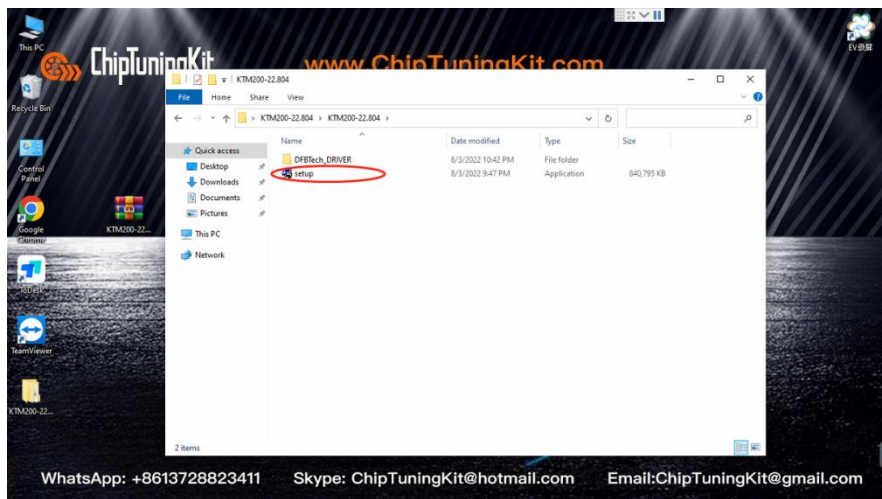 This PC
ChipTuningKit
www.ChipTuningKit.com
EV录屏
KTM200-22.804
File Home Share View
Recycle Bin
KTM200-22.804 > KTM200-22.804 >
Name Date modified Type Size
Quick access
Desktop
Downloads
Documents
Pictures
This PC
Network
DFBTech_DRIVER 8/3/2022 10:42 PM File folder
setup 8/3/2022 9:47 PM Application 840,795 KB
Control
Panel
Google
Chrome
KTM200-22...
ToDesk
TeamViewer
KTM200-22...
2 items
WhatsApp: +8613728823411 Skype: ChipTuningKit@hotmail.com Email:ChipTuningKit@gmail.com